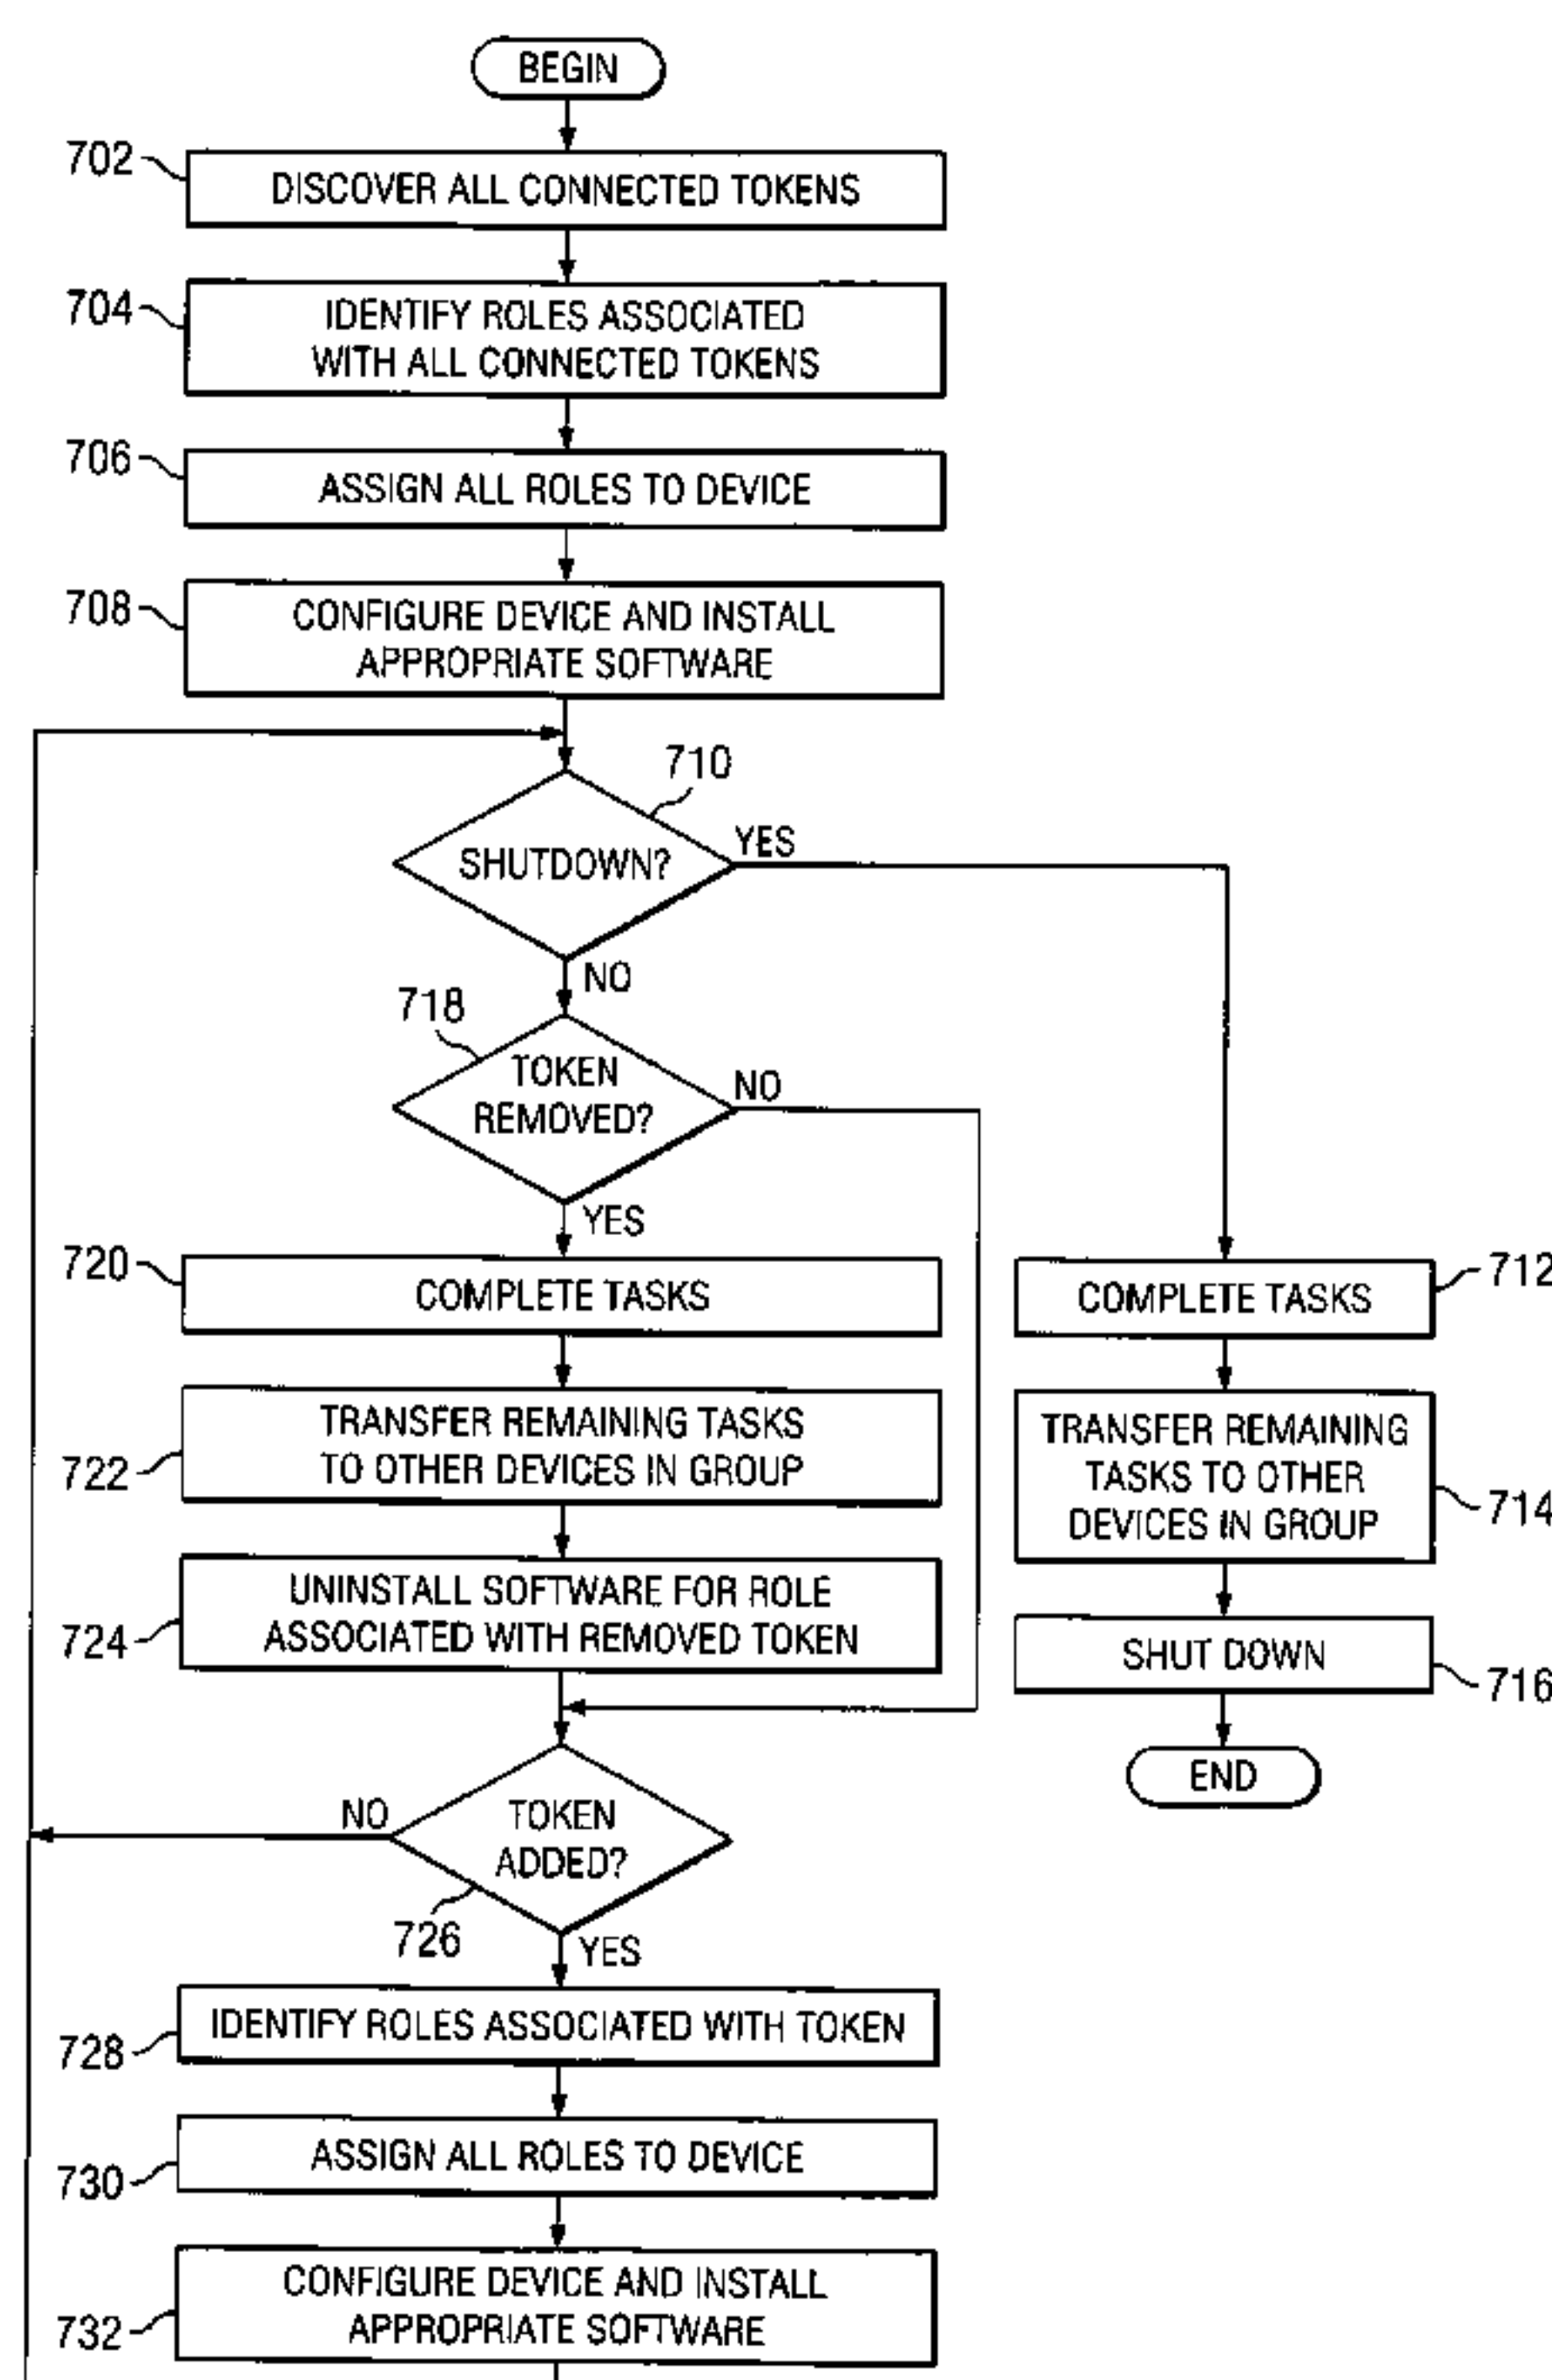 BEGIN
702
DISCOVER ALL CONNECTED TOKENS
704
IDENTIFY ROLES ASSOCIATED
WITH ALL CONNECTED TOKENS
706
ASSIGN ALL ROLES TO DEVICE
708
CONFIGURE DEVICE AND INSTALL
APPROPRIATE SOFTWARE
710
SHUTDOWN?
YES
NO
718
TOKEN
REMOVED?
NO
YES
720
COMPLETE TASKS
722
TRANSFER REMAINING TASKS
TO OTHER DEVICES IN GROUP
724
UNINSTALL SOFTWARE FOR ROLE
ASSOCIATED WITH REMOVED TOKEN
712
COMPLETE TASKS
714
TRANSFER REMAINING
TASKS TO OTHER
DEVICES IN GROUP
716
SHUT DOWN
END
NO
TOKEN
ADDED?
726
YES
728
IDENTIFY ROLES ASSOCIATED WITH TOKEN
730
ASSIGN ALL ROLES TO DEVICE
732
CONFIGURE DEVICE AND INSTALL
APPROPRIATE SOFTWARE